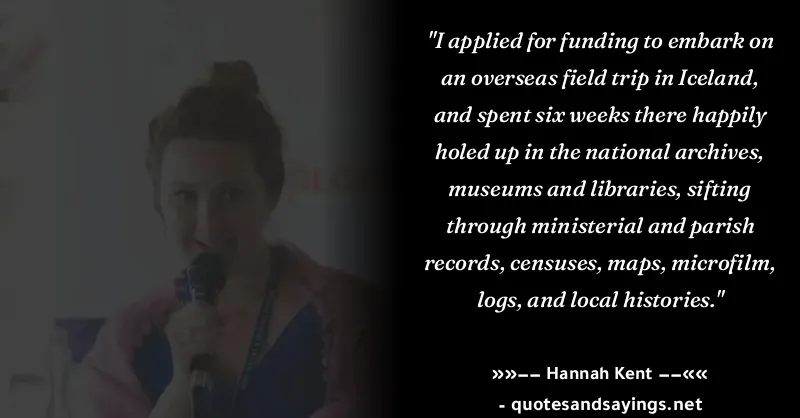 "I applied for funding to embark on
an overseas field trip in Iceland,
and spent six weeks there happily
holed up in the national archives,
museums and libraries, sifting
through ministerial and parish
records, censuses, maps, microfilm,
logs, and local histories."
»»−− Hannah Kent −−««
- quotesandsayings.net